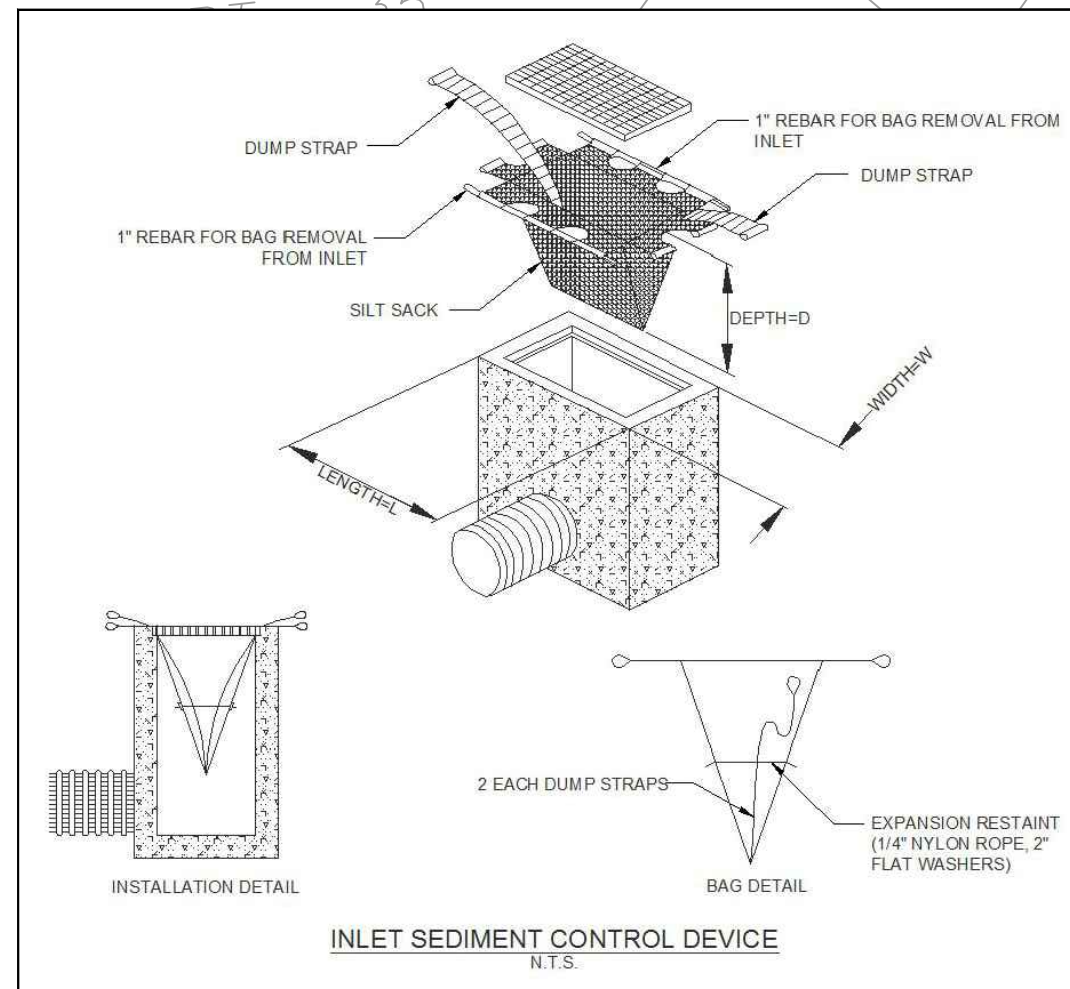 DUMP STRAP
1" REBAR FOR BAG REMOVAL FROM
INLET
DUMP STRAP
1" REBAR FOR BAG REMOVAL
FROM INLET
SILT SACK
DEPTH=D
WIDTH=W
LENGTH=L
2 EACH DUMP STRAPS
EXPANSION RESTAINT
(1/4" NYLON ROPE, 2"
FLAT WASHERS)
INSTALLATION DETAIL
BAG DETAIL
INLET SEDIMENT CONTROL DEVICE
N.T.S.